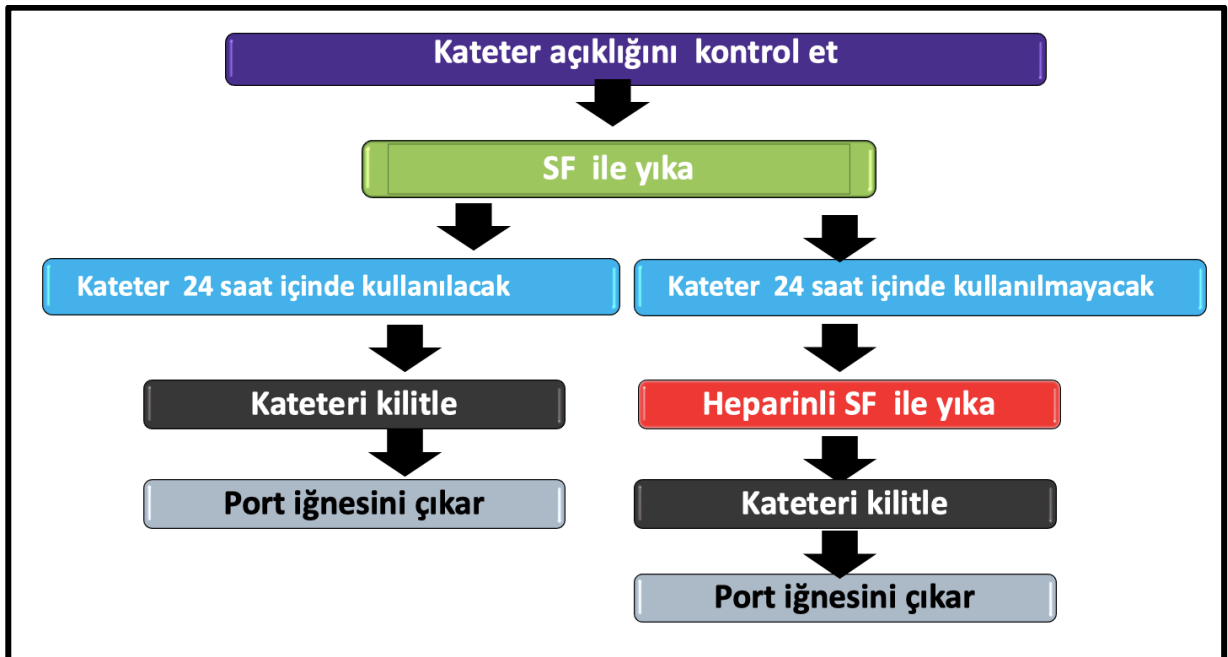 Kateter açıklığını kontrol et
SF ile yıka
Kateter 24 saat içinde kullanılacak
Kateter 24 saat içinde kullanılmayacak
Kateteri kilitle
Heparinli SF ile yıka
Port iğnesini çıkar
Kateteri kilitle
Port iğnesini çıkar